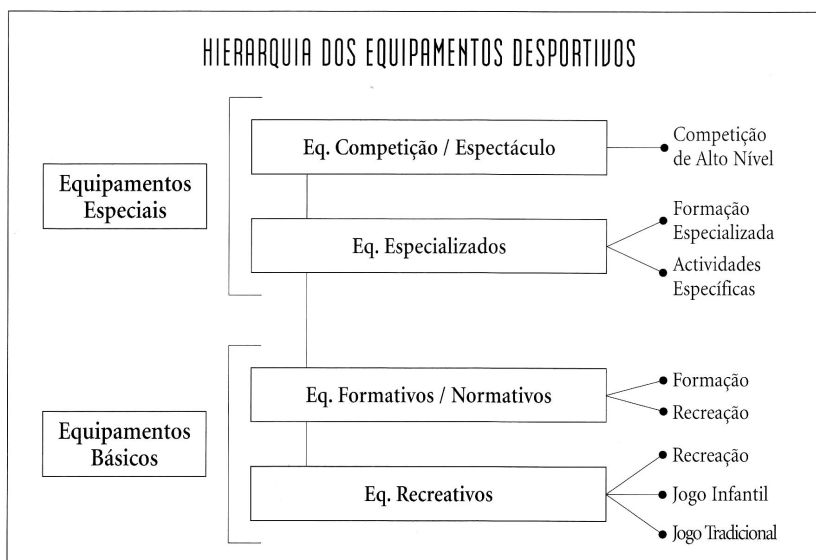 HIERARQUIA DOS EQUIPAMENTOS DESPORTIVOS
Equipamentos
Especiais
Eq. Competição / Espectáculo
Competição
de Alto Nível
Eq. Especializados
Formação
Especializada
Actividades
Específicas
Equipamentos
Básicos
Eq. Formativos / Normativos
Formação
Recreação
Eq. Recreativos
Recreação
Jogo Infantil
Jogo Tradicional